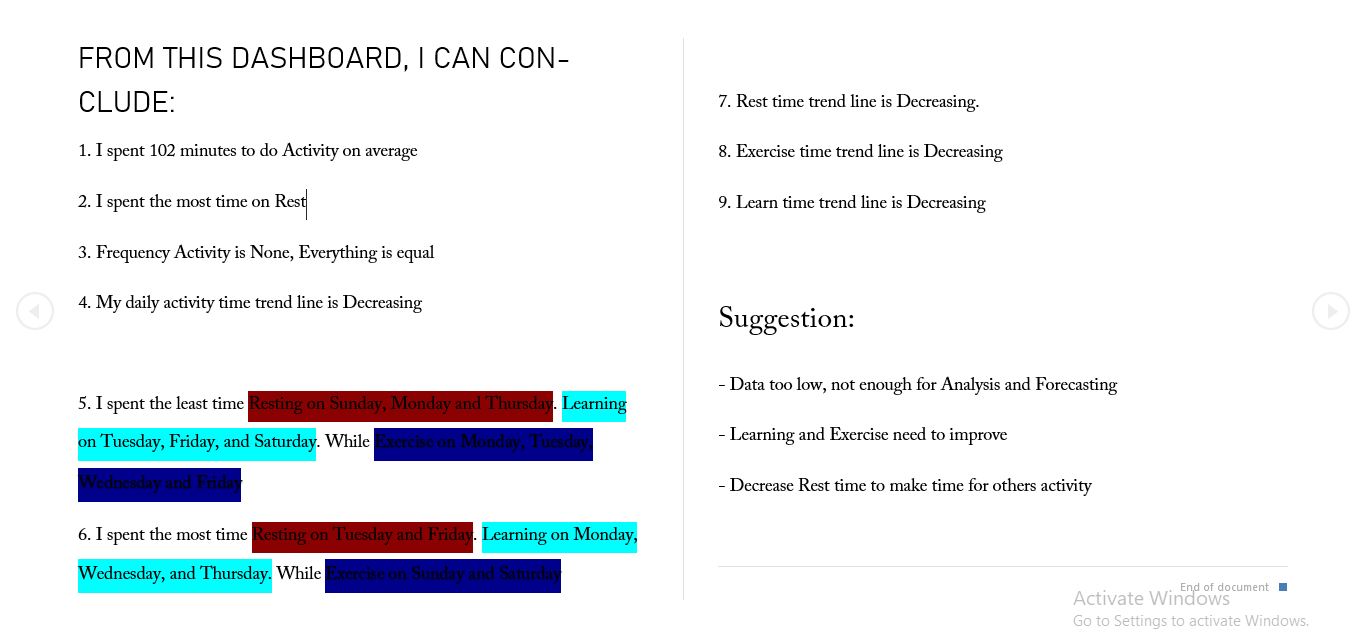 FROM THIS DASHBOARD, I CAN CON-
CLUDE:
1. I spent 102 minutes to do Activity on average
2. I spent the most time on Rest
3. Frequency Activity is None, Everything is equal
4. My daily activity time trend line is Decreasing
5. I spent the least time Resting on Sunday, Monday and Thursday. Learning
on Tuesday, Friday, and Saturday. While Exercise on Monday, Tuesday,
Wednesday and Friday
6. I spent the most time Resting on Tuesday and Friday. Learning on Monday,
Wednesday, and Thursday. While Exercise on Sunday and Saturday
7. Rest time trend line is Decreasing.
8. Exercise time trend line is Decreasing
9. Learn time trend line is Decreasing
Suggestion:
- Data too low, not enough for Analysis and Forecasting
- Learning and Exercise need to improve
- Decrease Rest time to make time for others activity
End of document
Activate Windows
Go to Settings to activate Windows.